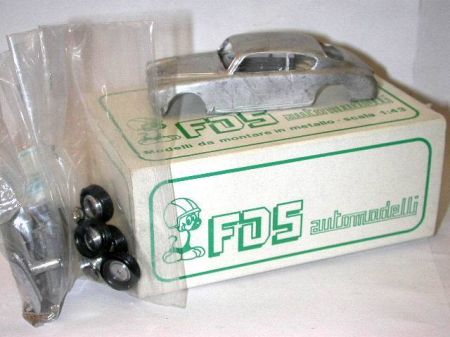 FDS automodelli
Modelli da montare in metallo - scala 1:43
FDS automodelli